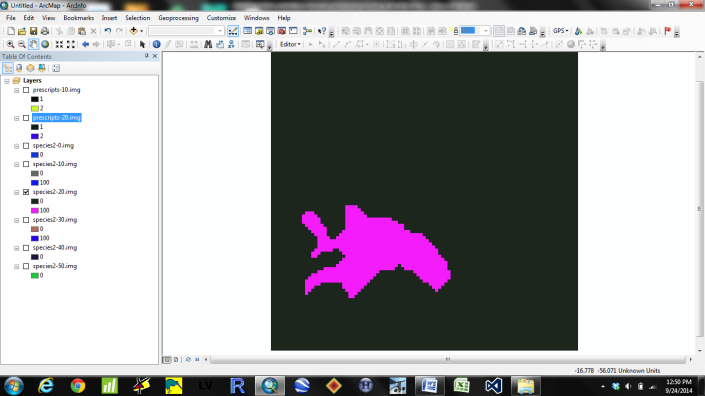 Untitled - ArcMap - ArcInfo
File Edit View Bookmarks Insert Selection Geoprocessing Customize Windows Help
GPS
Editor
Table Of Contents
Layers
prescripts-10.img
1
2
prescripts-20.img
1
2
species2-0.img
0
species2-10.img
0
100
species2-20.img
0
100
species2-30.img
0
100
species2-40.img
0
species2-50.img
0
-16.778 -56.071 Unknown Units
LV
R
12:50 PM
9/24/2014